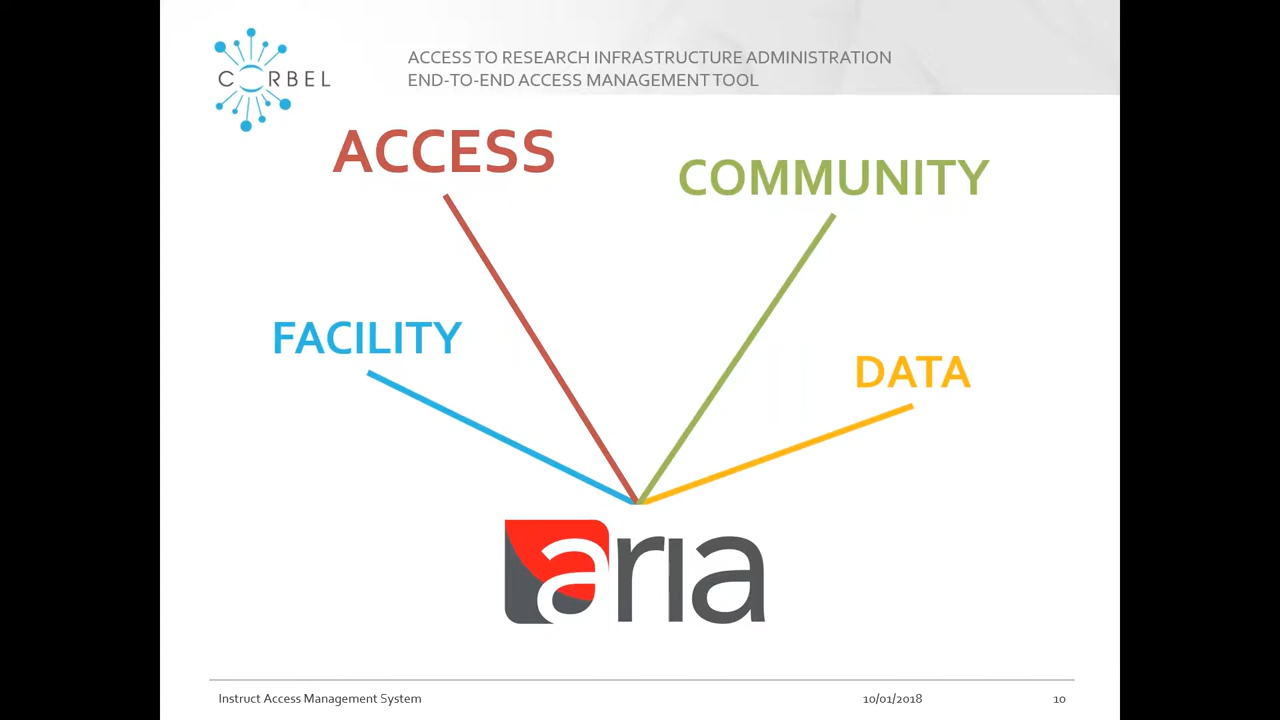 CORBEL
ACCESS TO RESEARCH INFRASTRUCTURE ADMINISTRATION
END-TO-END ACCESS MANAGEMENT TOOL
ACCESS
COMMUNITY
FACILITY
DATA
aria
Instruct Access Management System
10/01/2018
10